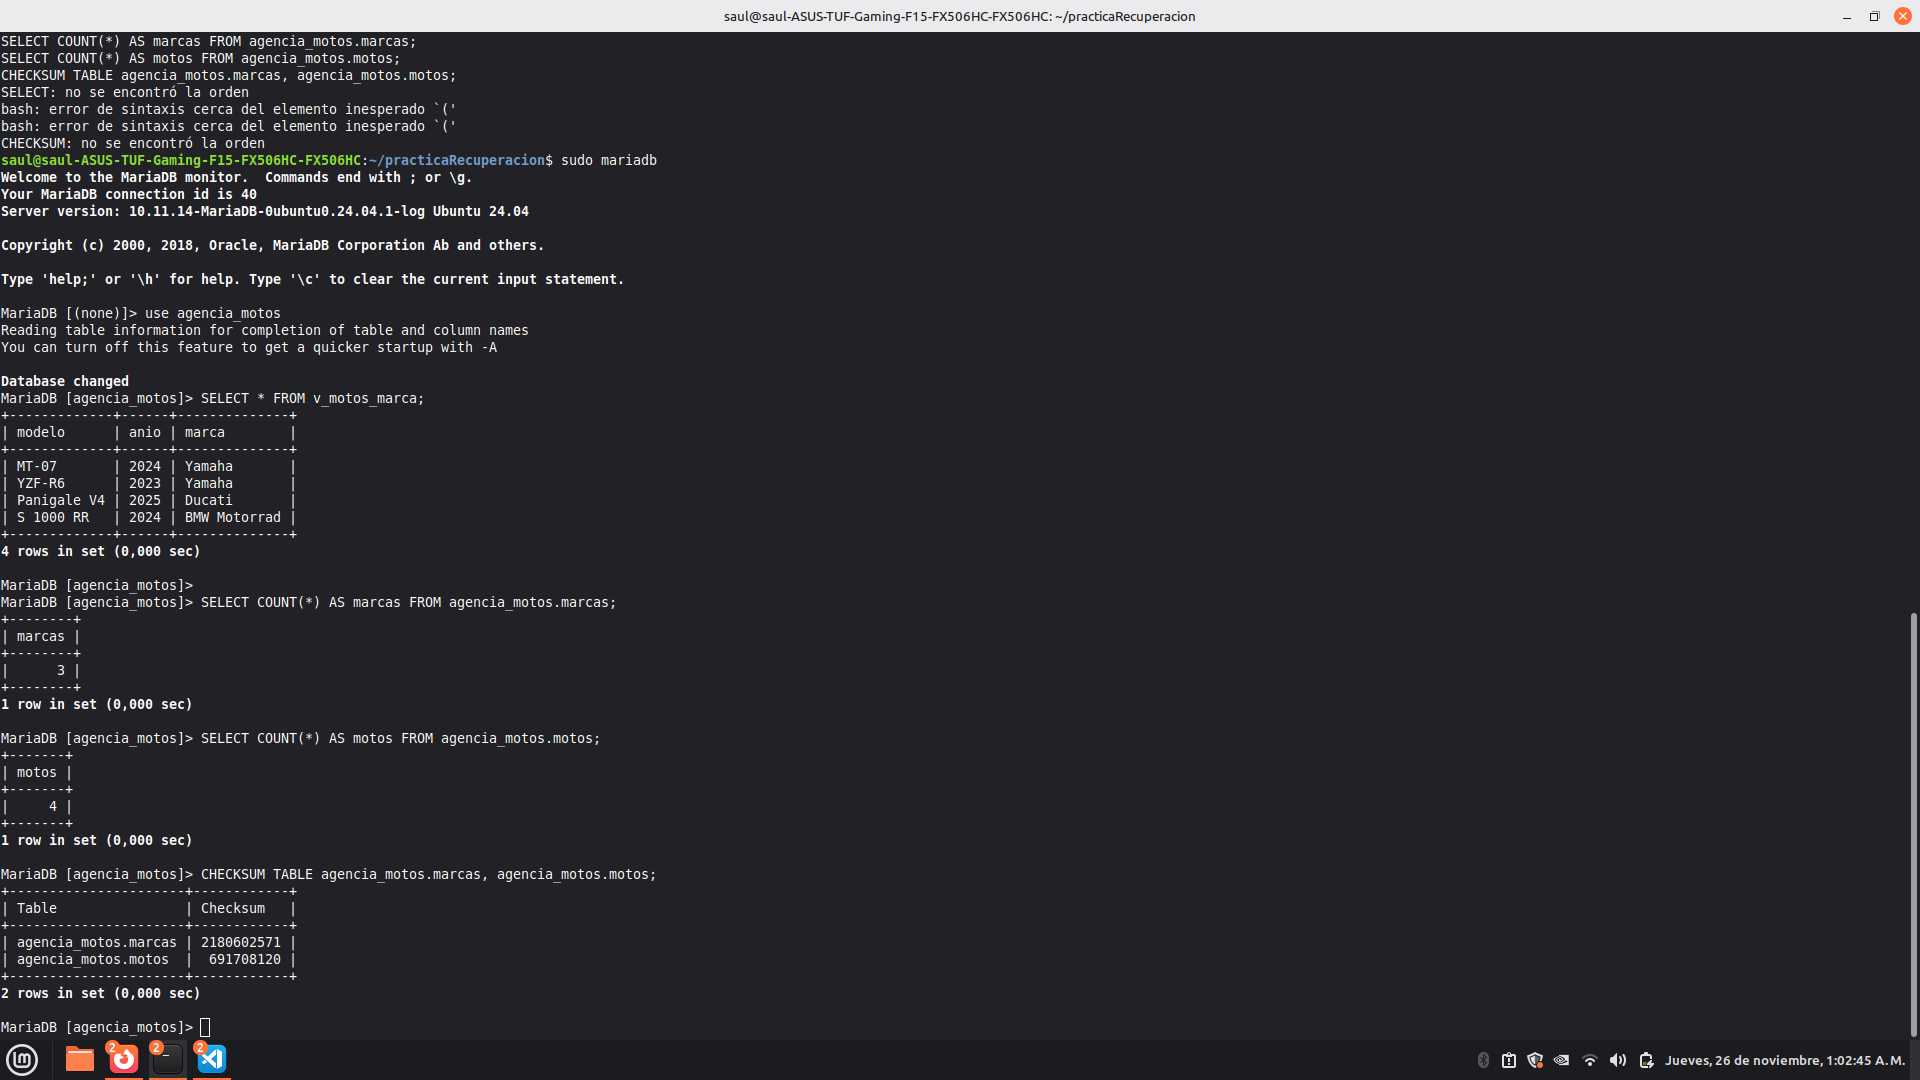 saul@saul-ASUS-TUF-Gaming-F15-FX506HC-FX506HC: ~/practicaRecuperacion
SELECT COUNT(*) AS marcas FROM agencia_motos.marcas;
SELECT COUNT(*) AS motos FROM agencia_motos.motos;
CHECKSUM TABLE agencia_motos.marcas, agencia_motos.motos;
SELECT: no se encontró la orden
bash: error de sintaxis cerca del elemento inesperado `('
bash: error de sintaxis cerca del elemento inesperado `('
CHECKSUM: no se encontró la orden
saul@saul-ASUS-TUF-Gaming-F15-FX506HC-FX506HC:~/practicaRecuperacion$ sudo mariadb
Welcome to the MariaDB monitor.  Commands end with ; or \g.
Your MariaDB connection id is 40
Server version: 10.11.14-MariaDB-0ubuntu0.24.04.1-log Ubuntu 24.04
Copyright (c) 2000, 2018, Oracle, MariaDB Corporation Ab and others.
Type 'help;' or '\h' for help. Type '\c' to clear the current input statement.
MariaDB [(none)]> use agencia_motos
Reading table information for completion of table and column names
You can turn off this feature to get a quicker startup with -A
Database changed
MariaDB [agencia_motos]> SELECT * FROM v_motos_marca;
+-------------+------+--------------+
| modelo      | anio | marca        |
+-------------+------+--------------+
| MT-07       | 2024 | Yamaha       |
| YZF-R6      | 2023 | Yamaha       |
| Panigale V4 | 2025 | Ducati       |
| S 1000 RR   | 2024 | BMW Motorrad |
+-------------+------+--------------+
4 rows in set (0,000 sec)
MariaDB [agencia_motos]>
MariaDB [agencia_motos]> SELECT COUNT(*) AS marcas FROM agencia_motos.marcas;
+--------+
| marcas |
+--------+
|      3 |
+--------+
1 row in set (0,000 sec)
MariaDB [agencia_motos]> SELECT COUNT(*) AS motos FROM agencia_motos.motos;
+-------+
| motos |
+-------+
|     4 |
+-------+
1 row in set (0,000 sec)
MariaDB [agencia_motos]> CHECKSUM TABLE agencia_motos.marcas, agencia_motos.motos;
+----------------------+------------+
| Table                | Checksum   |
+----------------------+------------+
| agencia_motos.marcas | 2180602571 |
| agencia_motos.motos  |  691708120 |
+----------------------+------------+
2 rows in set (0,000 sec)
MariaDB [agencia_motos]>
2 2 2
Jueves, 26 de noviembre, 1:02:45 A. M.